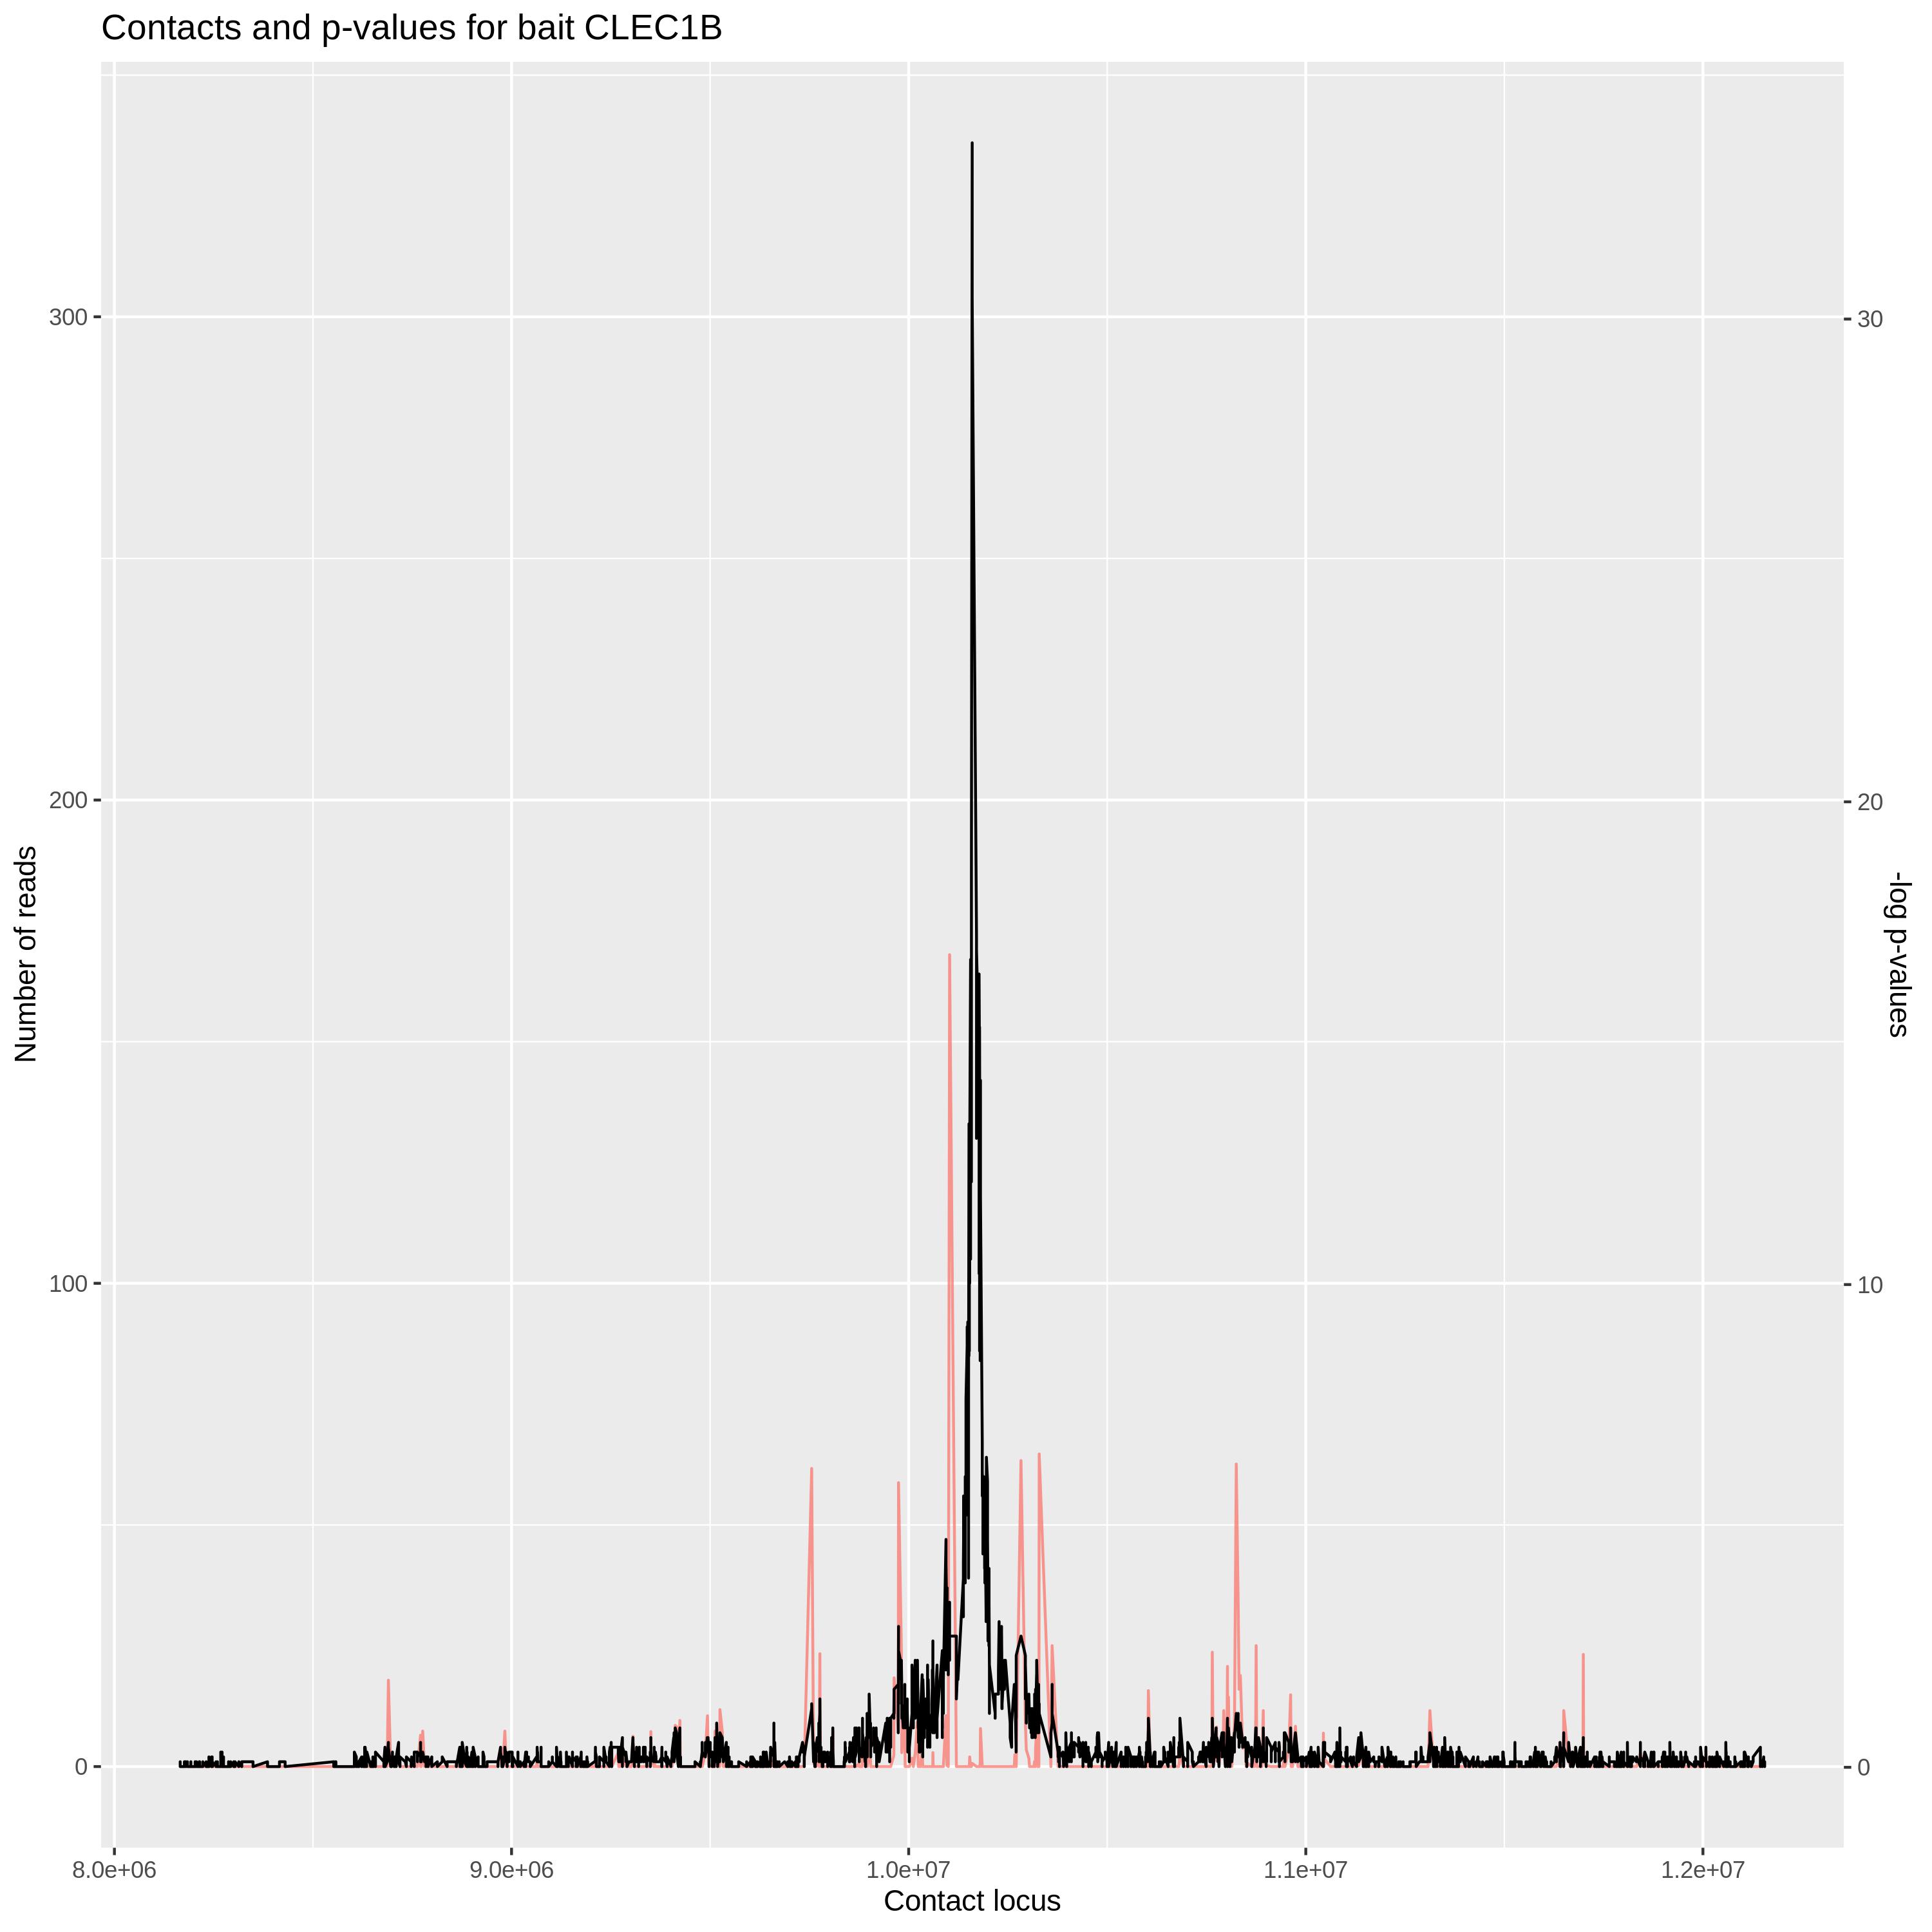 Contacts and p-values for bait CLEC1B
300
200
100
0
Number of reads
30
20
10
0
-log p-values
8.0e+06
9.0e+06
1.0e+07
1.1e+07
1.2e+07
Contact locus